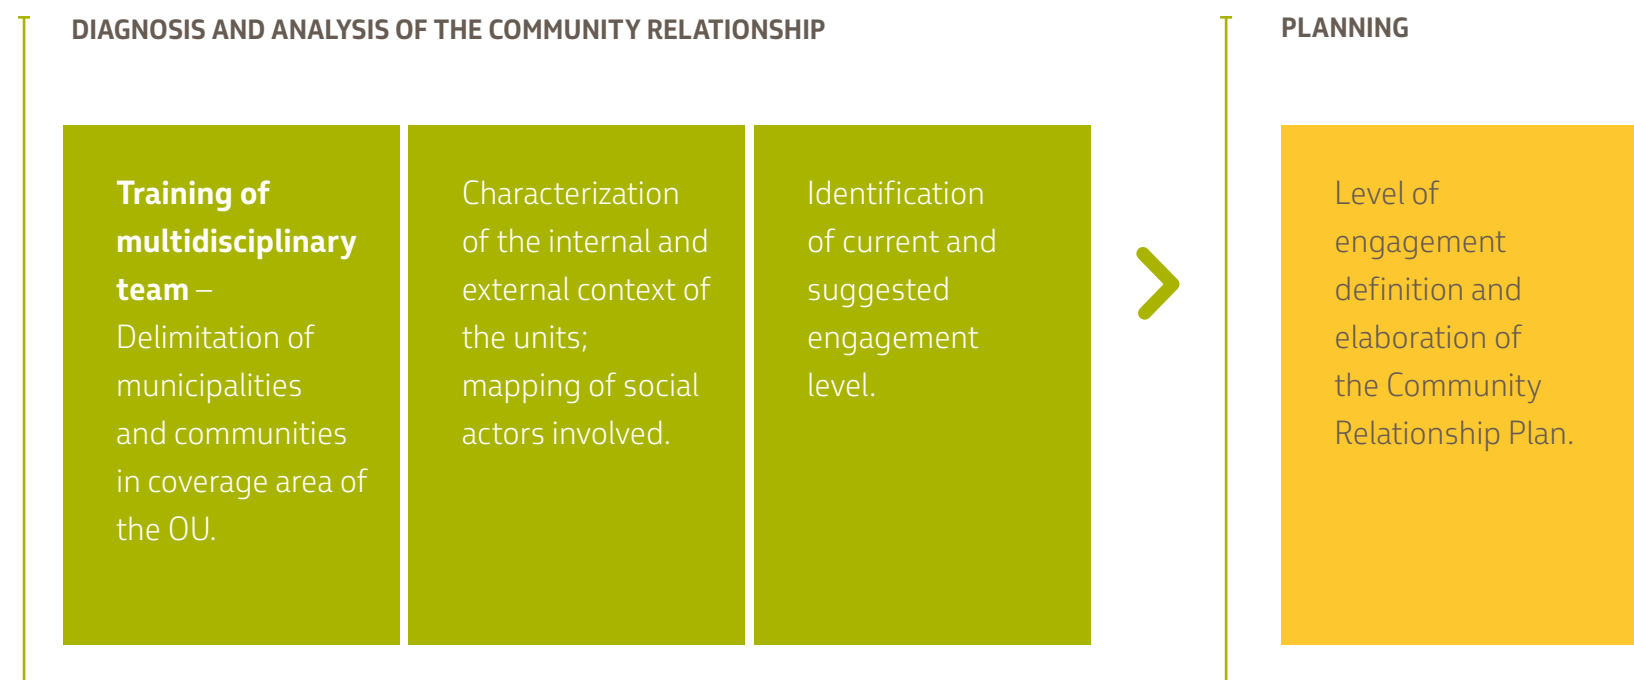 DIAGNOSIS AND ANALYSIS OF THE COMMUNITY RELATIONSHIP
Training of
multidisciplinary
team –
Delimitation of
municipalities
and communities
in coverage area of
the OU.
Characterization
of the internal and
external context of
the units;
mapping of social
actors involved.
Identification
of current and
suggested
engagement
level.
PLANNING
Level of
engagement
definition and
elaboration of
the Community
Relationship Plan.